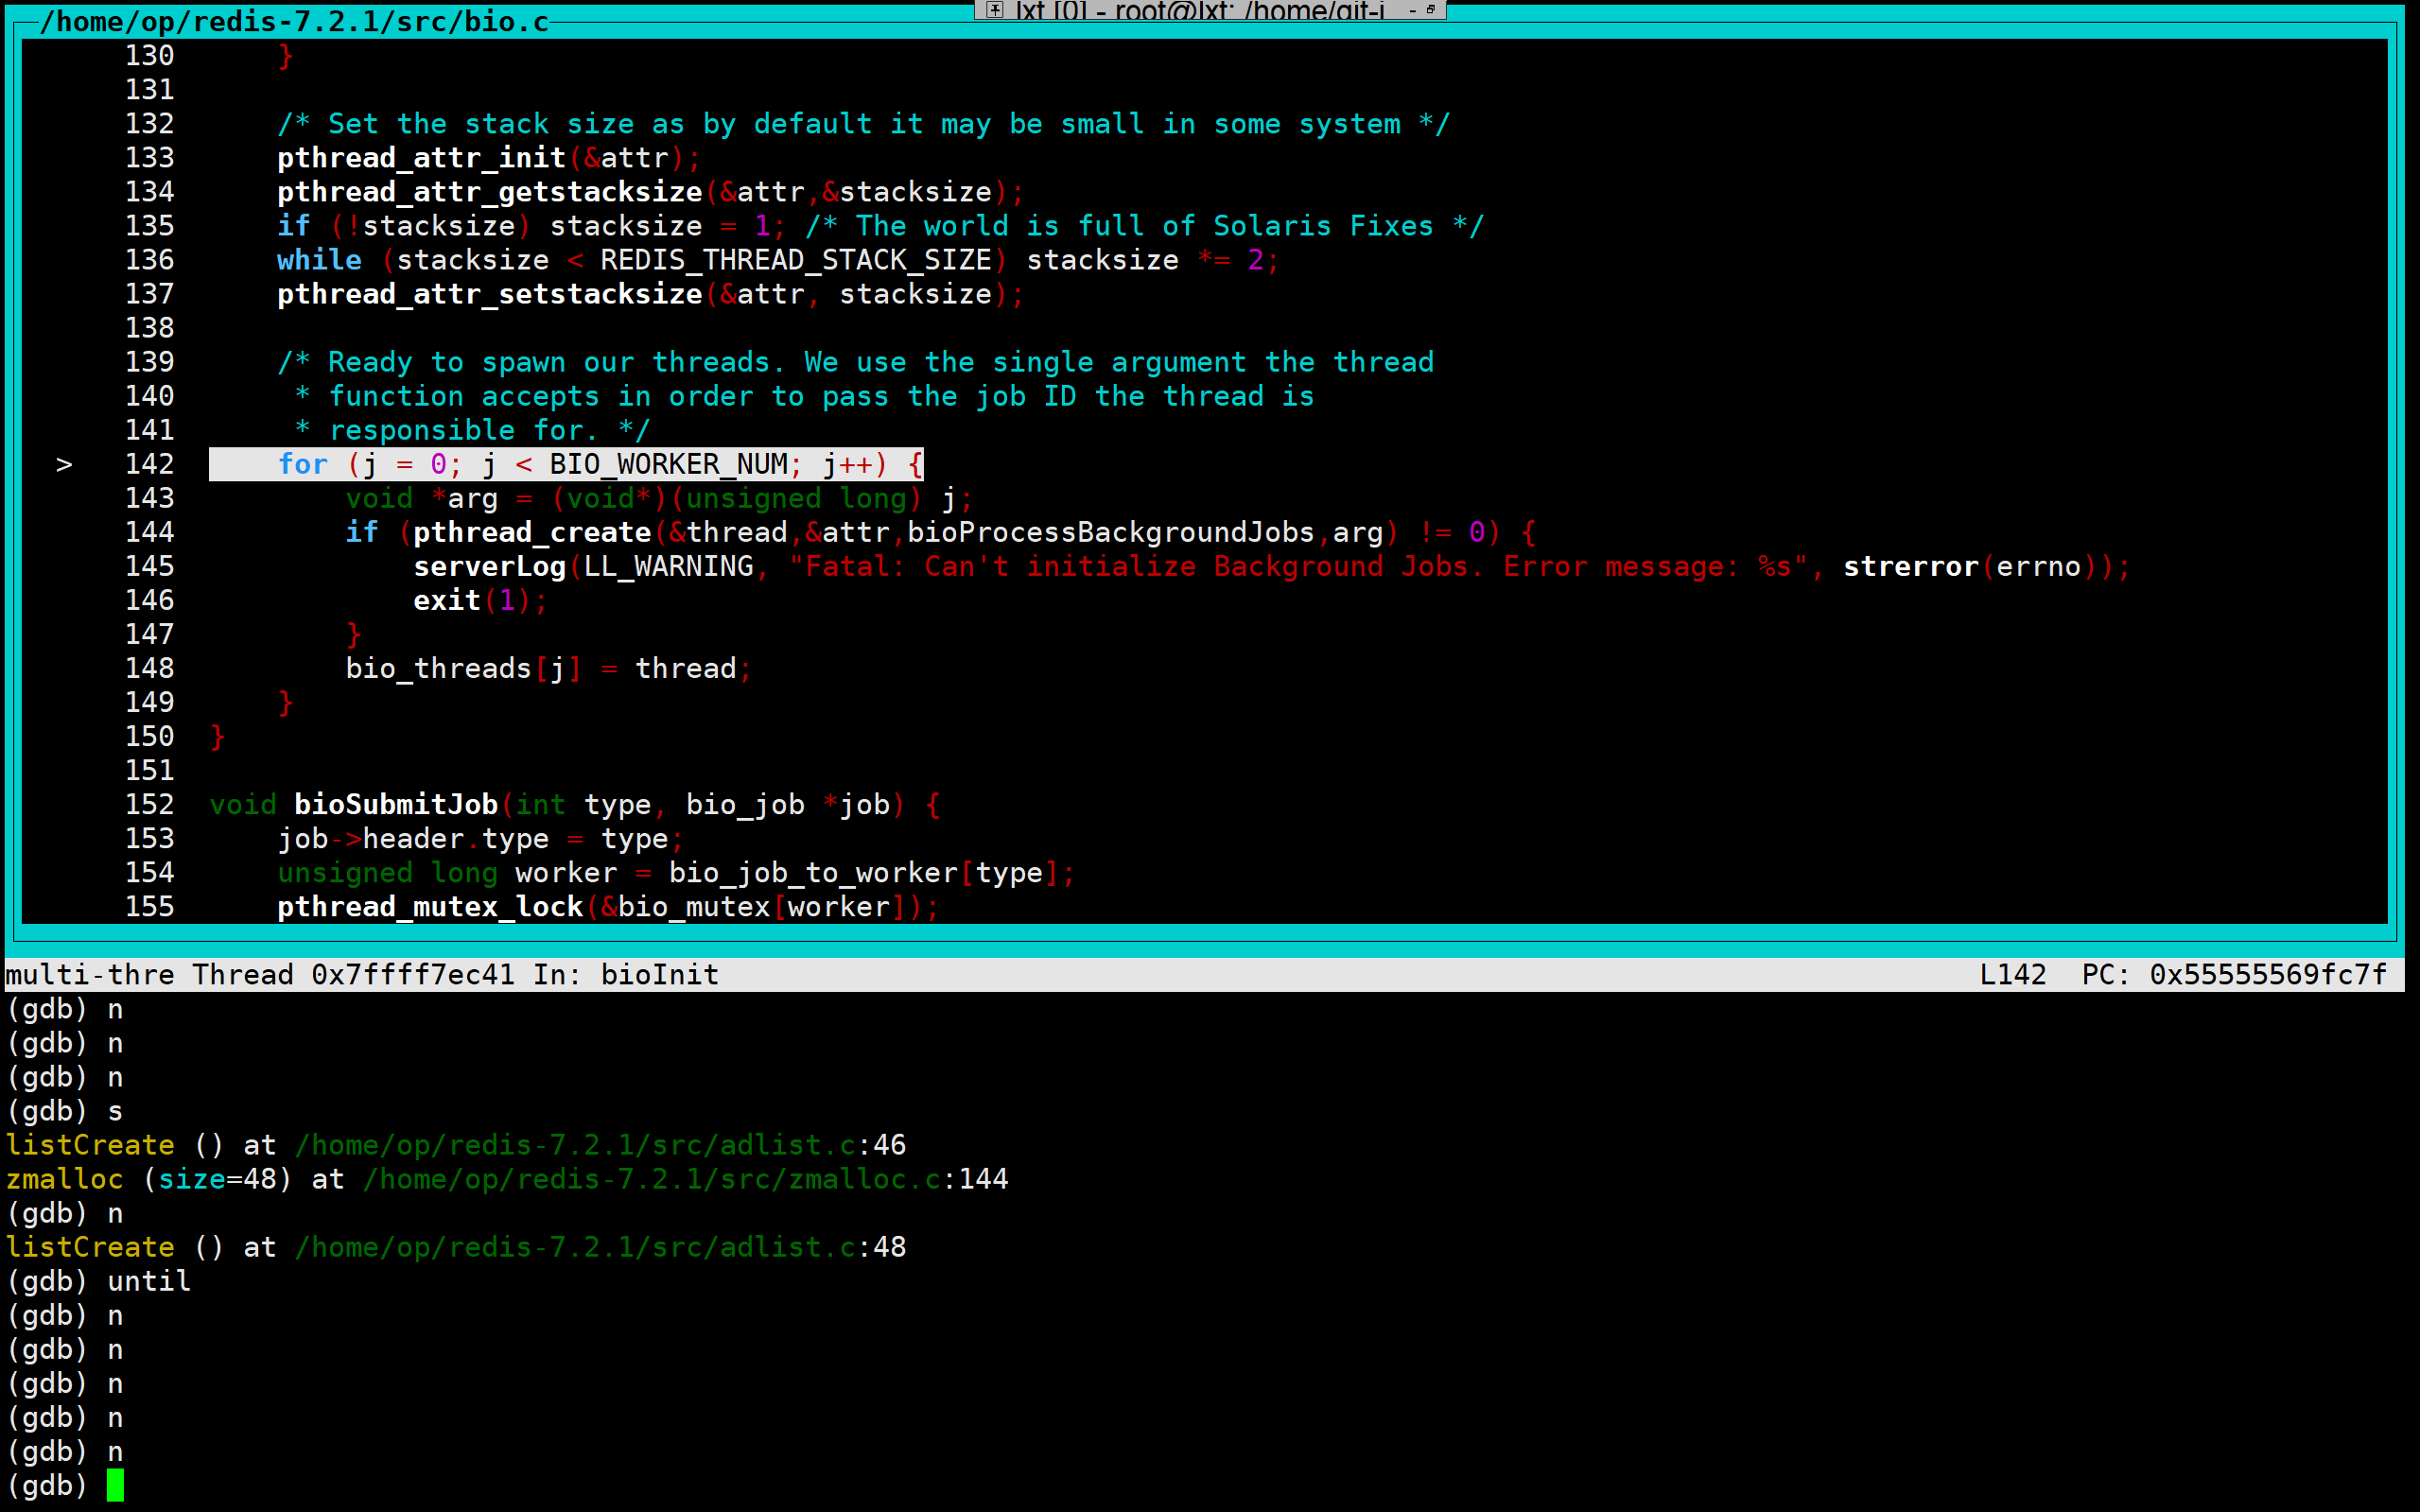 lxt [0] - root@lxt: /home/git-i
/home/op/redis-7.2.1/src/bio.c
130     }
131
132     /* Set the stack size as by default it may be small in some system */
133     pthread_attr_init(&attr);
134     pthread_attr_getstacksize(&attr,&stacksize);
135     if (!stacksize) stacksize = 1; /* The world is full of Solaris Fixes */
136     while (stacksize < REDIS_THREAD_STACK_SIZE) stacksize *= 2;
137     pthread_attr_setstacksize(&attr, stacksize);
138
139     /* Ready to spawn our threads. We use the single argument the thread
140      * function accepts in order to pass the job ID the thread is
141      * responsible for. */
> 142     for (j = 0; j < BIO_WORKER_NUM; j++) {
143         void *arg = (void*)(unsigned long) j;
144         if (pthread_create(&thread,&attr,bioProcessBackgroundJobs,arg) != 0) {
145             serverLog(LL_WARNING, "Fatal: Can't initialize Background Jobs. Error message: %s", strerror(errno));
146             exit(1);
147         }
148         bio_threads[j] = thread;
149     }
150 }
151
152 void bioSubmitJob(int type, bio_job *job) {
153     job->header.type = type;
154     unsigned long worker = bio_job_to_worker[type];
155     pthread_mutex_lock(&bio_mutex[worker]);
multi-thre Thread 0x7ffff7ec41 In: bioInit L142 PC: 0x55555569fc7f
(gdb) n
(gdb) n
(gdb) n
(gdb) s
listCreate () at /home/op/redis-7.2.1/src/adlist.c:46
zmalloc (size=48) at /home/op/redis-7.2.1/src/zmalloc.c:144
(gdb) n
listCreate () at /home/op/redis-7.2.1/src/adlist.c:48
(gdb) until
(gdb) n
(gdb) n
(gdb) n
(gdb) n
(gdb) n
(gdb)